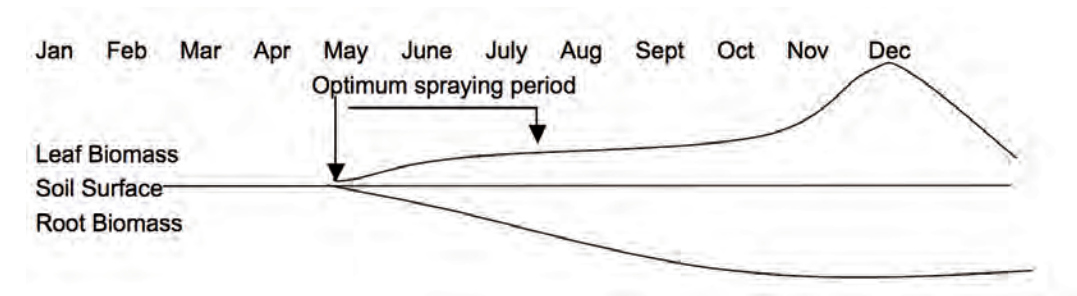 Jan Feb Mar Apr May June July Aug Sept Oct Nov Dec
Optimum spraying period
Leaf Biomass
Soil Surface
Root Biomass